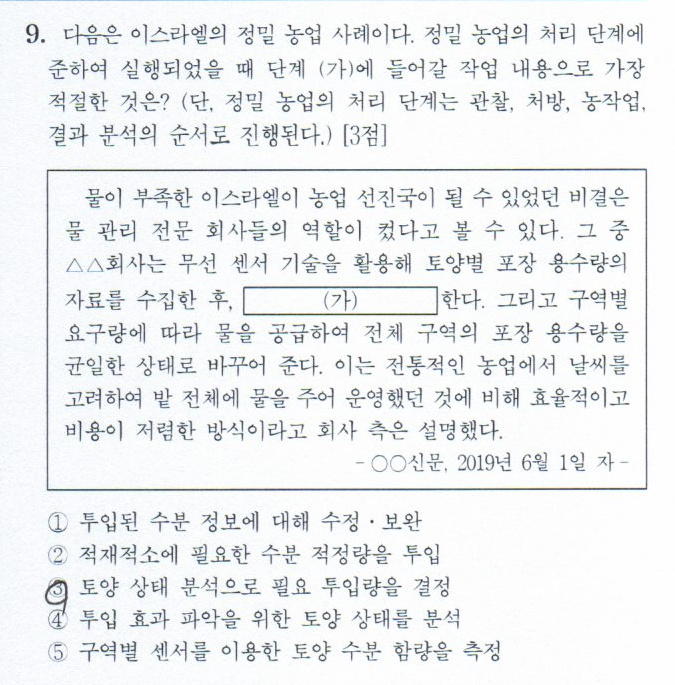 9. 다음은 이스라엘의 정밀 농업 사례이다. 정밀 농업의 처리 단계에
준하여 실행되었을 때 단계 (가)에 들어갈 작업 내용으로 가장
적절한 것은? (단, 정밀 농업의 처리 단계는 관찰, 처방, 농작업,
결과 분석의 순서로 진행된다.) [3점]
물이 부족한 이스라엘이 농업 선진국이 될 수 있었던 비결은
물 관리 전문 회사들의 역할이 컸다고 볼 수 있다. 그 중
△△회사는 무선 센서 기술을 활용해 토양별 포장 용수량의
자료를 수집한 후, (가) 한다. 그리고 구역별
요구량에 따라 물을 공급하여 전체 구역의 포장 용수량을
균일한 상태로 바꾸어 준다. 이는 전통적인 농업에서 날씨를
고려하여 밭 전체에 물을 주어 운영했던 것에 비해 효율적이고
비용이 저렴한 방식이라고 회사 측은 설명했다.
- ○○신문, 2019년 6월 1일 자 -
① 투입된 수분 정보에 대해 수정·보완
② 적재적소에 필요한 수분 적정량을 투입
③ 토양 상태 분석으로 필요 투입량을 결정
④ 투입 효과 파악을 위한 토양 상태를 분석
⑤ 구역별 센서를 이용한 토양 수분 함량을 측정